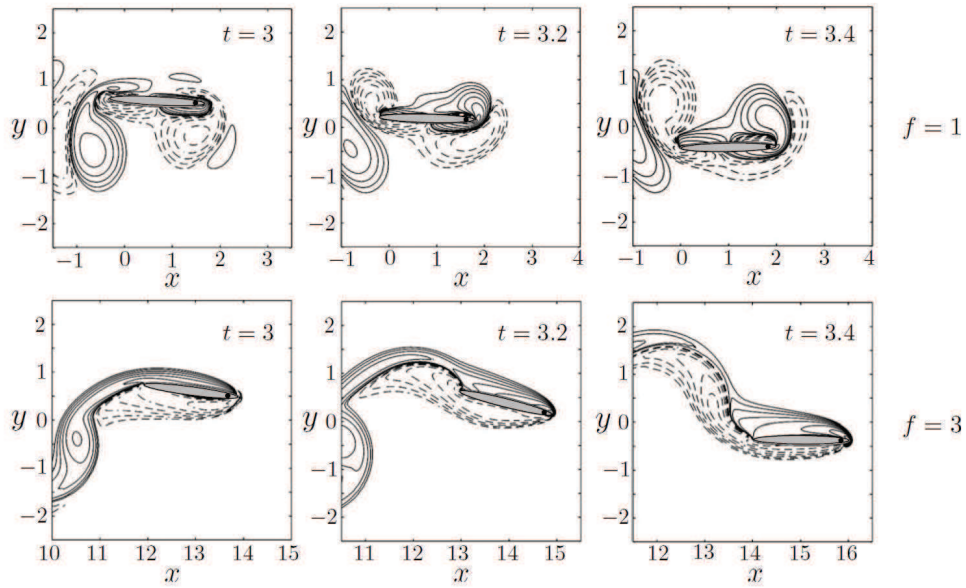 t = 3
t = 3.2
t = 3.4
2
1
y 0
-1
-2
2
1
y 0
-1
-2
2
1
y 0
-1
-2
f = 1
-1 0 1 2 3
-1 0 1 2 3 4
-1 0 1 2 3 4
x
x
x
t = 3
t = 3.2
t = 3.4
2
1
y 0
-1
-2
2
1
y 0
-1
-2
2
1
y 0
-1
-2
f = 3
10 11 12 13 14 15
11 12 13 14 15
12 13 14 15 16
x
x
x